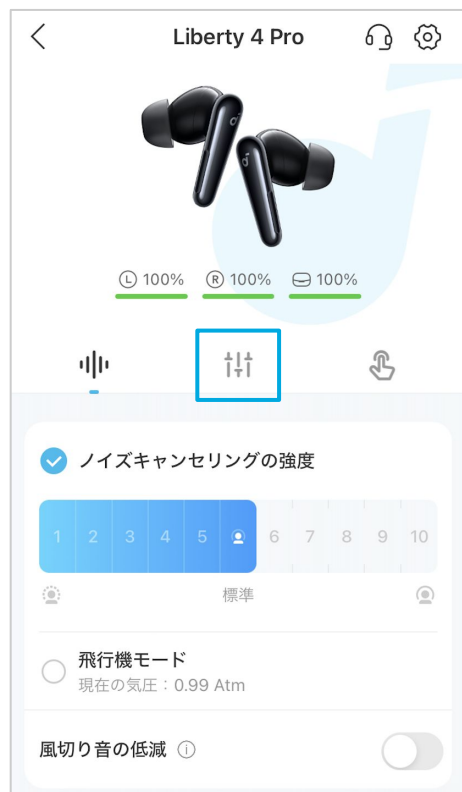 Liberty 4 Pro
L 100% R 100% 100%
ノイズキャンセリングの強度
1 2 3 4 5 6 7 8 9 10
標準
飛行機モード
現在の気圧：0.99 Atm
風切り音の低減